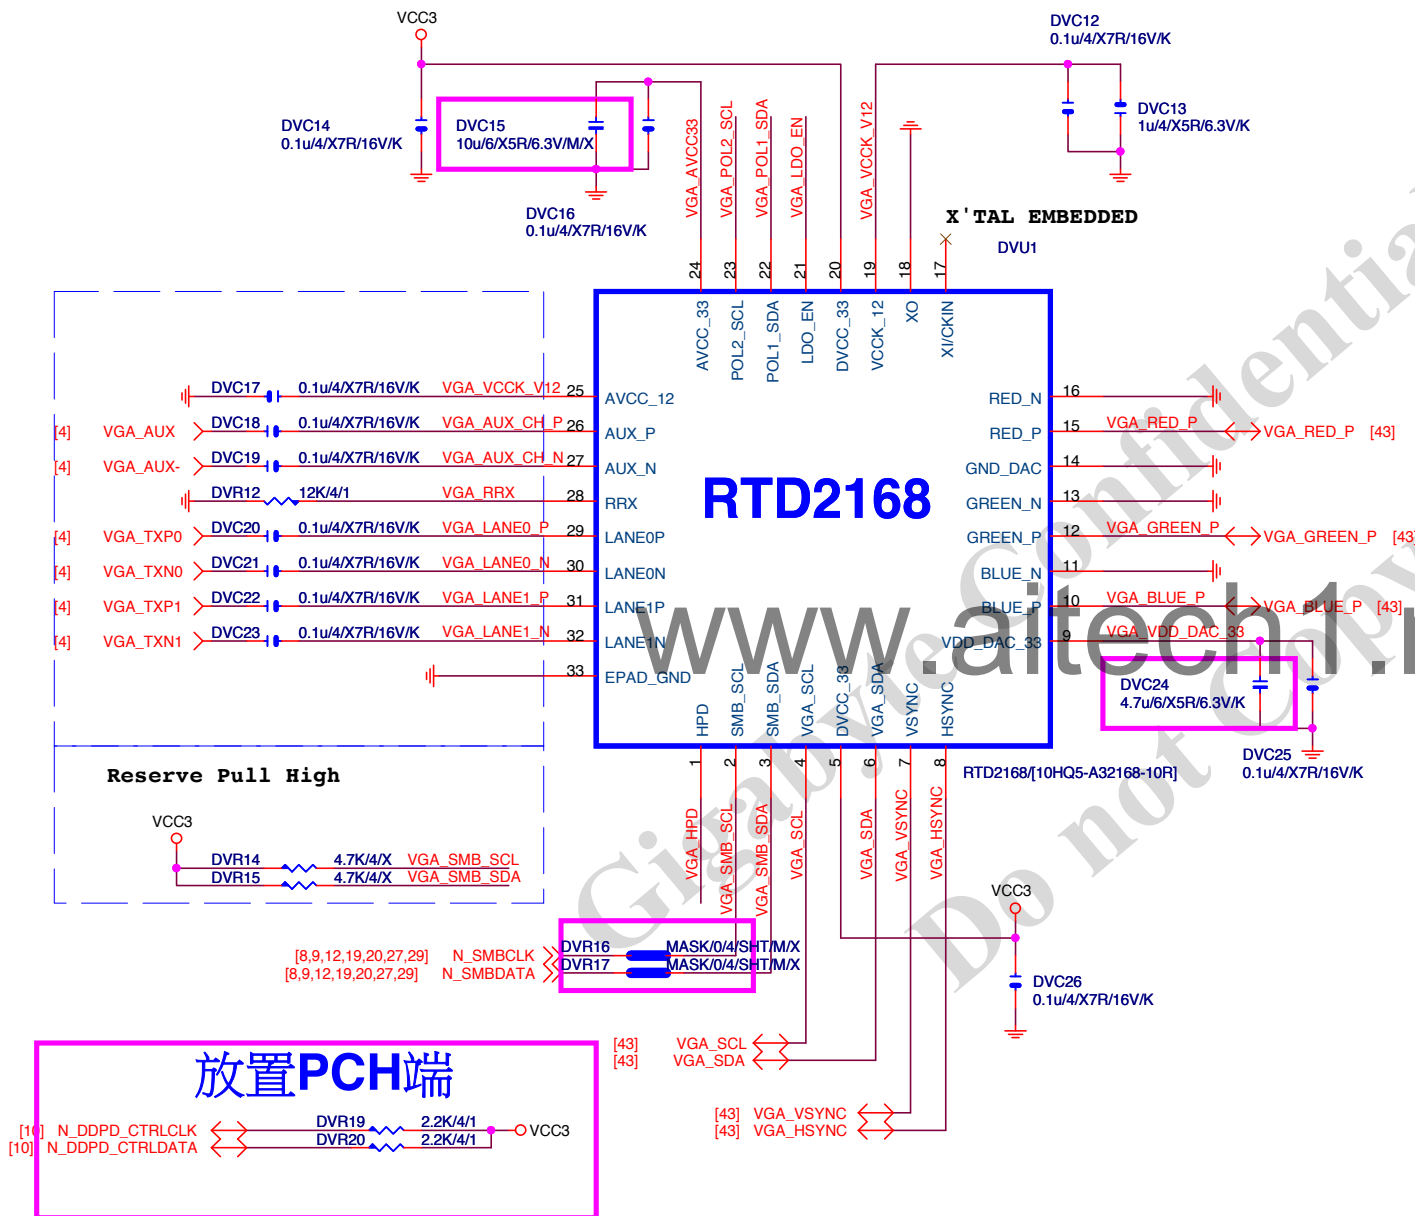 VCC3
DVC12
0.1u/4/X7R/16V/K
DVC14
0.1u/4/X7R/16V/K
DVC15
10u/6/X5R/6.3V/M/X
DVC13
1u/4/X5R/6.3V/K
DVC16
0.1u/4/X7R/16V/K
VGA_AVCC33
VGA_POL2_SCL
VGA_POL1_SDA
VGA_LDO_EN
VGA_VCCK_V12
X'TAL EMBEDDED
DVU1
24
23
22
21
20
19
18
17
AVCC_33
POL2_SCL
POL1_SDA
LDO_EN
DVCC_33
VCCK_12
XO
XI/CKIN
DVC17 0.1u/4/X7R/16V/K VGA_VCCK_V12 25 AVCC_12
[4] VGA_AUX DVC18 0.1u/4/X7R/16V/K VGA_AUX_CH_P 26 AUX_P
[4] VGA_AUX- DVC19 0.1u/4/X7R/16V/K VGA_AUX_CH_N 27 AUX_N
DVR12 12K/4/1 VGA_RRX 28 RRX
[4] VGA_TXP0 DVC20 0.1u/4/X7R/16V/K VGA_LANE0_P 29 LANE0P
[4] VGA_TXN0 DVC21 0.1u/4/X7R/16V/K VGA_LANE0_N 30 LANE0N
[4] VGA_TXP1 DVC22 0.1u/4/X7R/16V/K VGA_LANE1_P 31 LANE1P
[4] VGA_TXN1 DVC23 0.1u/4/X7R/16V/K VGA_LANE1_N 32 LANE1N
33 EPAD_GND
RTD2168
RED_N 16
RED_P 15 VGA_RED_P VGA_RED_P [43]
GND_DAC 14
GREEN_N 13
GREEN_P 12 VGA_GREEN_P VGA_GREEN_P [43]
BLUE_N 11
BLUE_P 10 VGA_BLUE_P VGA_BLUE_P [43]
VDD_DAC_33 9 VGA_VDD_DAC_33
DVC24
4.7u/6/X5R/6.3V/K
DVC25
0.1u/4/X7R/16V/K
HPD
SMB_SCL
SMB_SDA
VGA_SCL
DVCC_33
VGA_SDA
VSYNC
HSYNC
1
2
3
4
5
6
7
8
RTD2168/[10HQ5-A32168-10R]
VGA_HPD
VGA_SMB_SCL
VGA_SMB_SDA
VGA_SCL
VGA_SDA
VGA_VSYNC
VGA_HSYNC
Reserve Pull High
VCC3
DVR14 4.7K/4/X VGA_SMB_SCL
DVR15 4.7K/4/X VGA_SMB_SDA
[8,9,12,19,20,27,29] N_SMBCLK DVR16 MASK/0/4/SHT/M/X
[8,9,12,19,20,27,29] N_SMBDATA DVR17 MASK/0/4/SHT/M/X
VCC3
DVC26
0.1u/4/X7R/16V/K
[43] VGA_SCL
[43] VGA_SDA
[43] VGA_VSYNC
[43] VGA_HSYNC
放置PCH端
[10] N_DDPD_CTRLCLK DVR19 2.2K/4/1 VCC3
[10] N_DDPD_CTRLDATA DVR20 2.2K/4/1
Gigabyte Confidential
Do not Copy
www.aitech1.